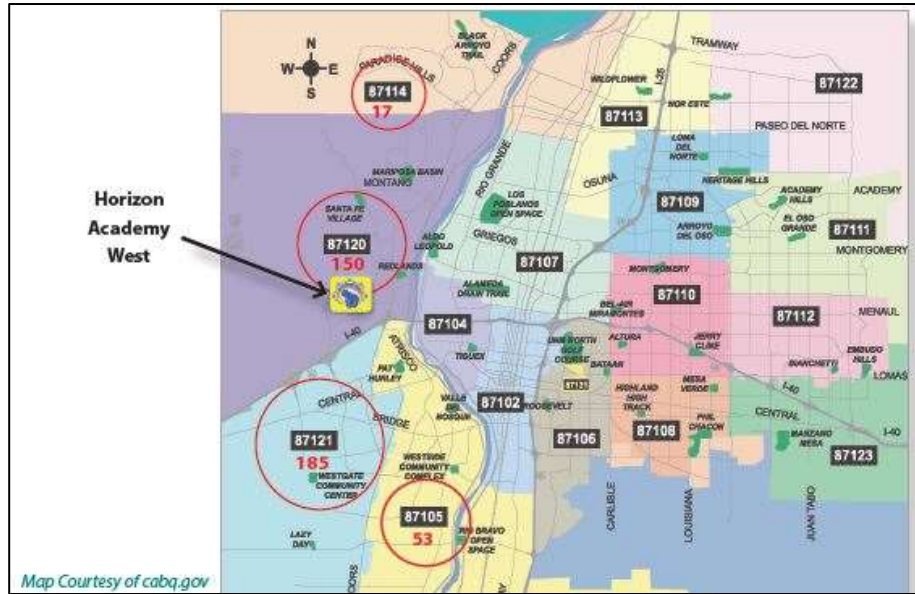 N
W E
S
BLACK
ARROYO
TRAIL
COORS
TRAMWAY
PARADISE HILLS
I-25
87114
17
WILDFLOWER
87122
NOR ESTE
87113
PASEO DEL NORTE
LOMA
DEL
NORTE
RIO GRANDE
MARIPOSA BASIN
MONTANO
OSUNA
HERITAGE HILLS
ACADEMY
HILLS
ACADEMY
Horizon
Academy
West
SANTA FE
VILLAGE
LOS
POBLANOS
OPEN SPACE
87109
EL OSO
GRANDE
87111
ALDO
LEOPOLD
GRIEGOS
ARROYO
DEL OSO
87120
150
MONTGOMERY
REDLANDS
87107
MONTGOMERY
ALAMEDA
DRAIN TRAIL
87110
BEL-AIR
87112
MENAUL
I-40
87104
ALTURA
JERRY
CLINE
ATRISCO
TIGUEX
UNM NORTH
GOLF
COURSE
BATAAN
BIANCHETTI
EMBUDO
HILLS
PAT
HURLEY
I-40
LOMAS
CENTRAL
87131
HIGHLAND
HIGH
TRACK
MESA
VERDE
BRIDGE
VALLE
DEL
BOSQUE
87102
ROOSEVELT
CENTRAL
PHIL
CHACON
87121
185
87106
87108
MANZANO
MESA
I-40
87123
WESTSIDE
COMMUNITY
COMPLEX
WESTGATE
COMMUNITY
CENTER
CARLISLE
LOUISIANA
JUAN TABO
87105
53
RIO BRAVO
OPEN
SPACE
LAZY
DAY
Map Courtesy of cabq.gov